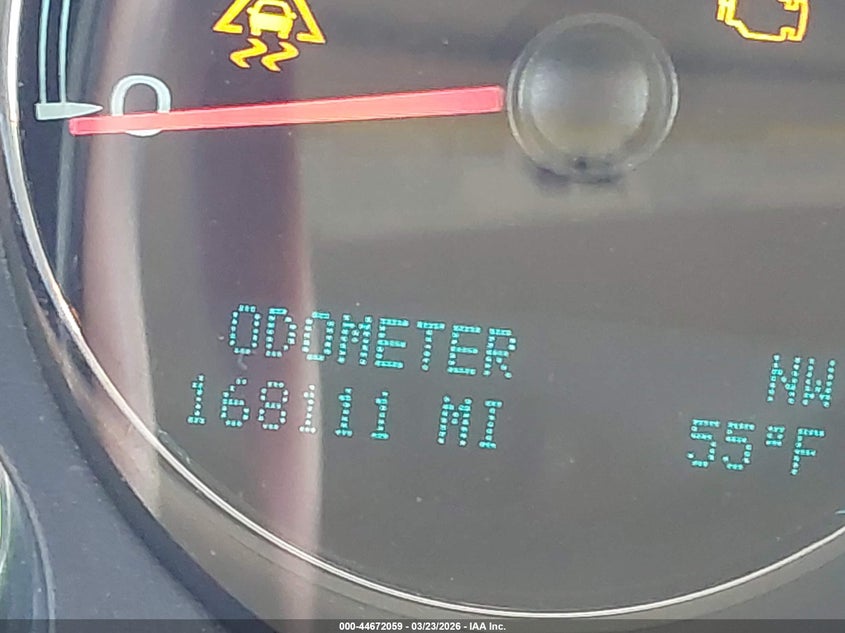 0
ODOMETER
NW
168111 MI
55°F
000-44672059 - 03/23/2026 - IAA Inc.